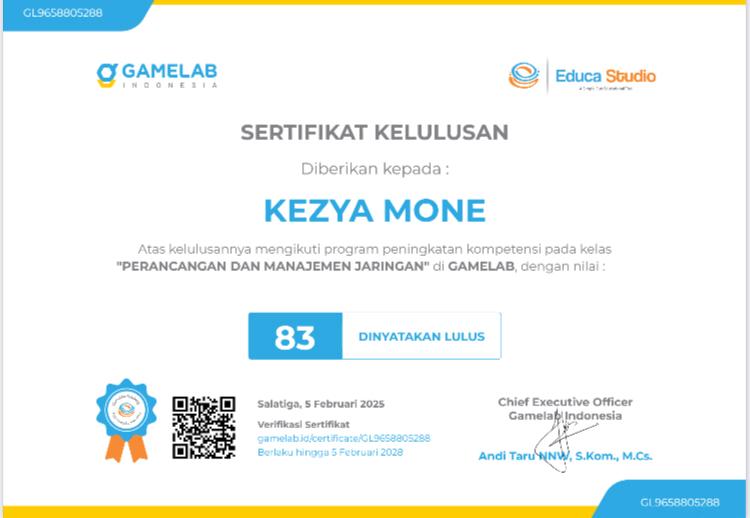 GL9658805288
GAMELAB
INDONESIA
Educa Studio
SERTIFIKAT KELULUSAN
Diberikan kepada :
KEZYA MONE
Atas kelulusannya mengikuti program peningkatan kompetensi pada kelas
"PERANCANGAN DAN MANAJEMEN JARINGAN" di GAMELAB, dengan nilai :
83
DINYATAKAN LULUS
Salatiga, 5 Februari 2025
Verifikasi Sertifikat
gamelab.id/certificate/GL9658805288
Berlaku hingga 5 Februari 2028
Chief Executive Officer
Gamelab Indonesia
Andi Taru NNW, S.Kom., M.Cs.
GL9658805288